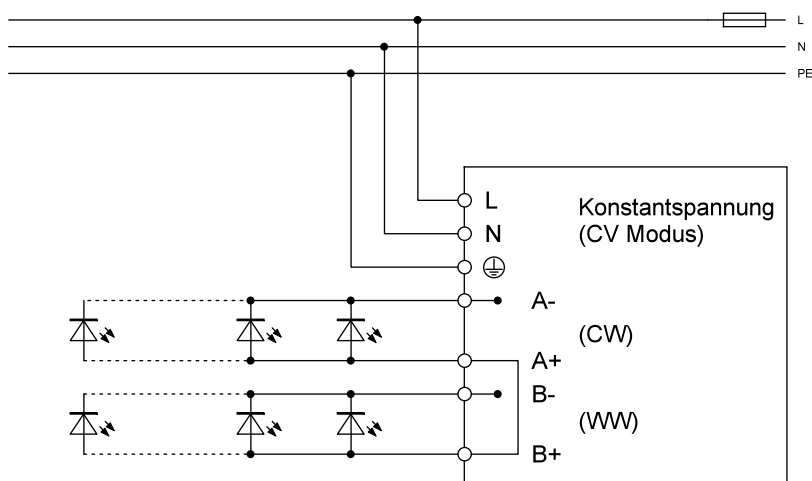 L
N
PE
L
N
Konstantspannung
(CV Modus)
A-
(CW)
A+
B-
(WW)
B+